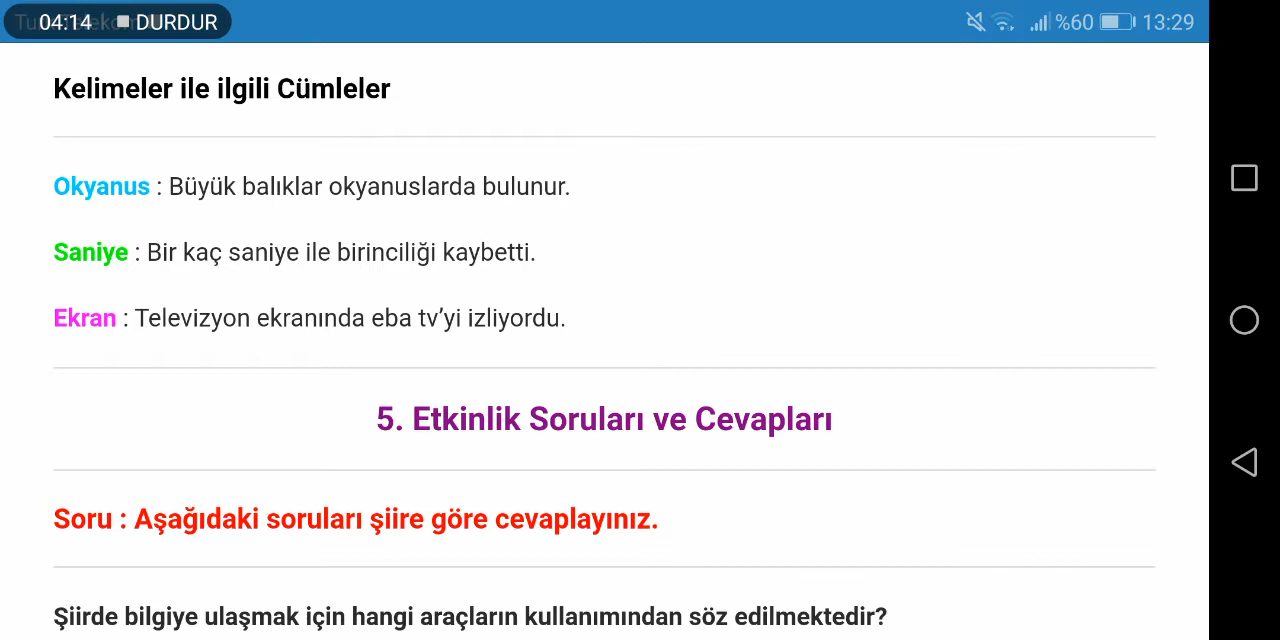 04:14 DURDUR %60 13:29
Kelimeler ile ilgili Cümleler
Okyanus : Büyük balıklar okyanuslarda bulunur.
Saniye : Bir kaç saniye ile birinciliği kaybetti.
Ekran : Televizyon ekranında eba tv’yi izliyordu.
5. Etkinlik Soruları ve Cevapları
Soru : Aşağıdaki soruları şiire göre cevaplayınız.
Şiirde bilgiye ulaşmak için hangi araçların kullanımından söz edilmektedir?